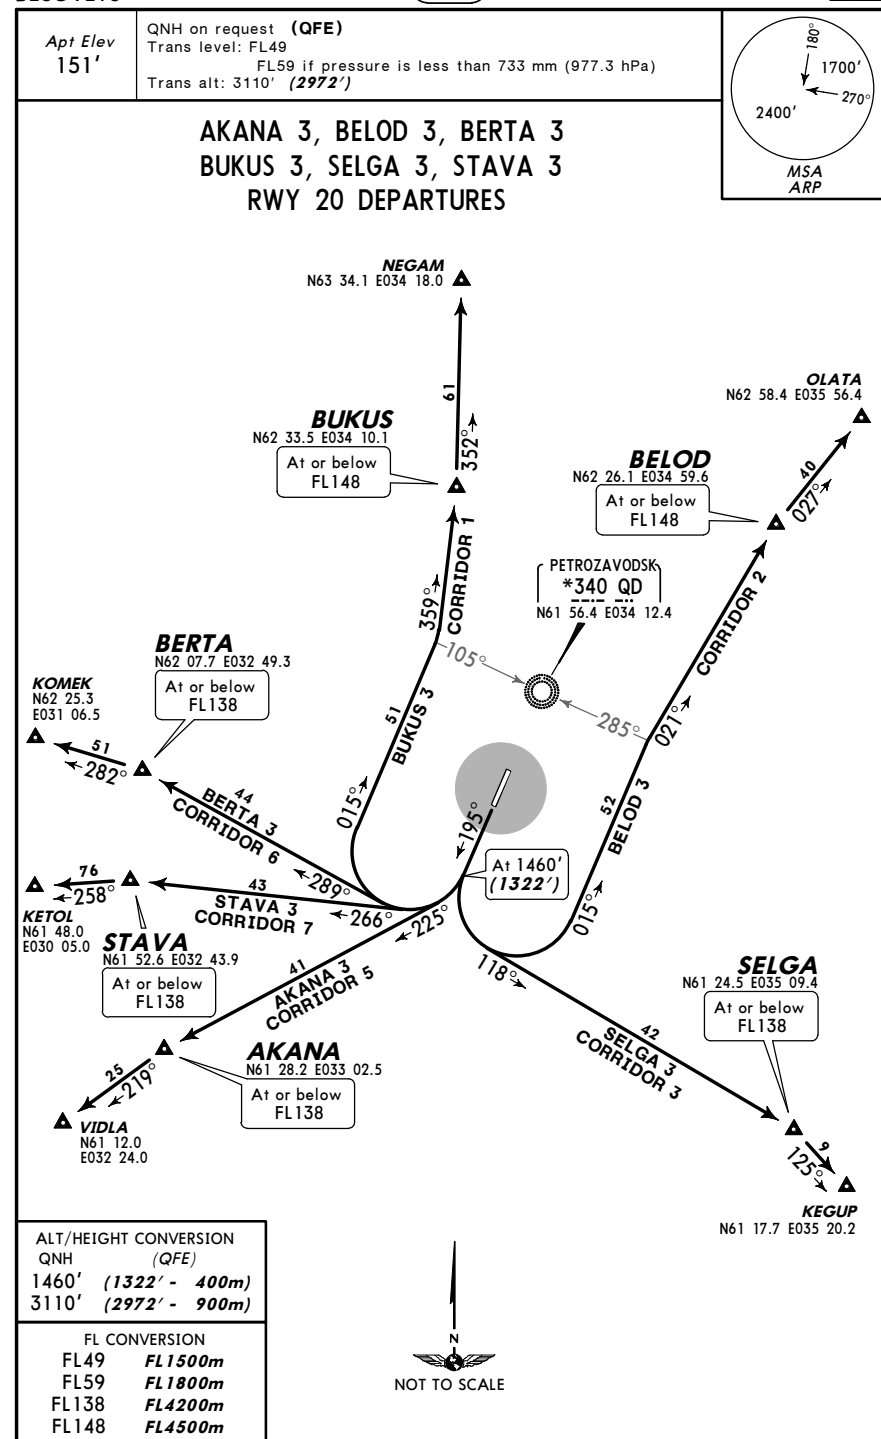 Apt Elev
151'
QNH on request (QFE)
Trans level: FL49
FL59 if pressure is less than 733 mm (977.3 hPa)
Trans alt: 3110' (2972')
180°
1700'
270°
2400'
MSA
ARP
AKANA 3, BELOD 3, BERTA 3
BUKUS 3, SELGA 3, STAVA 3
RWY 20 DEPARTURES
NEGAM
N63 34.1 E034 18.0
61
352°
OLATA
N62 58.4 E035 56.4
40
027°
BUKUS
N62 33.5 E034 10.1
At or below
FL148
BELOD
N62 26.1 E034 59.6
At or below
FL148
CORRIDOR 1
359°
CORRIDOR 2
021°
PETROZAVODSK
*340 QD
N61 56.4 E034 12.4
105°
285°
BERTA
N62 07.7 E032 49.3
At or below
FL138
KOMEK
N62 25.3
E031 06.5
51
282°
51
BUKUS 3
015°
44
BERTA 3
CORRIDOR 6
289°
195°
At 1460'
(1322')
52
BELOD 3
015°
76
258°
KETOL
N61 48.0
E030 05.0
43
STAVA 3
CORRIDOR 7
266°
STAVA
N61 52.6 E032 43.9
At or below
FL138
225°
41
AKANA 3
CORRIDOR 5
118°
42
SELGA 3
CORRIDOR 3
SELGA
N61 24.5 E035 09.4
At or below
FL138
AKANA
N61 28.2 E033 02.5
At or below
FL138
25
219°
VIDLA
N61 12.0
E032 24.0
9
125°
KEGUP
N61 17.7 E035 20.2
ALT/HEIGHT CONVERSION
QNH (QFE)
1460' (1322' - 400m)
3110' (2972' - 900m)
FL CONVERSION
FL49 FL1500m
FL59 FL1800m
FL138 FL4200m
FL148 FL4500m
N
NOT TO SCALE